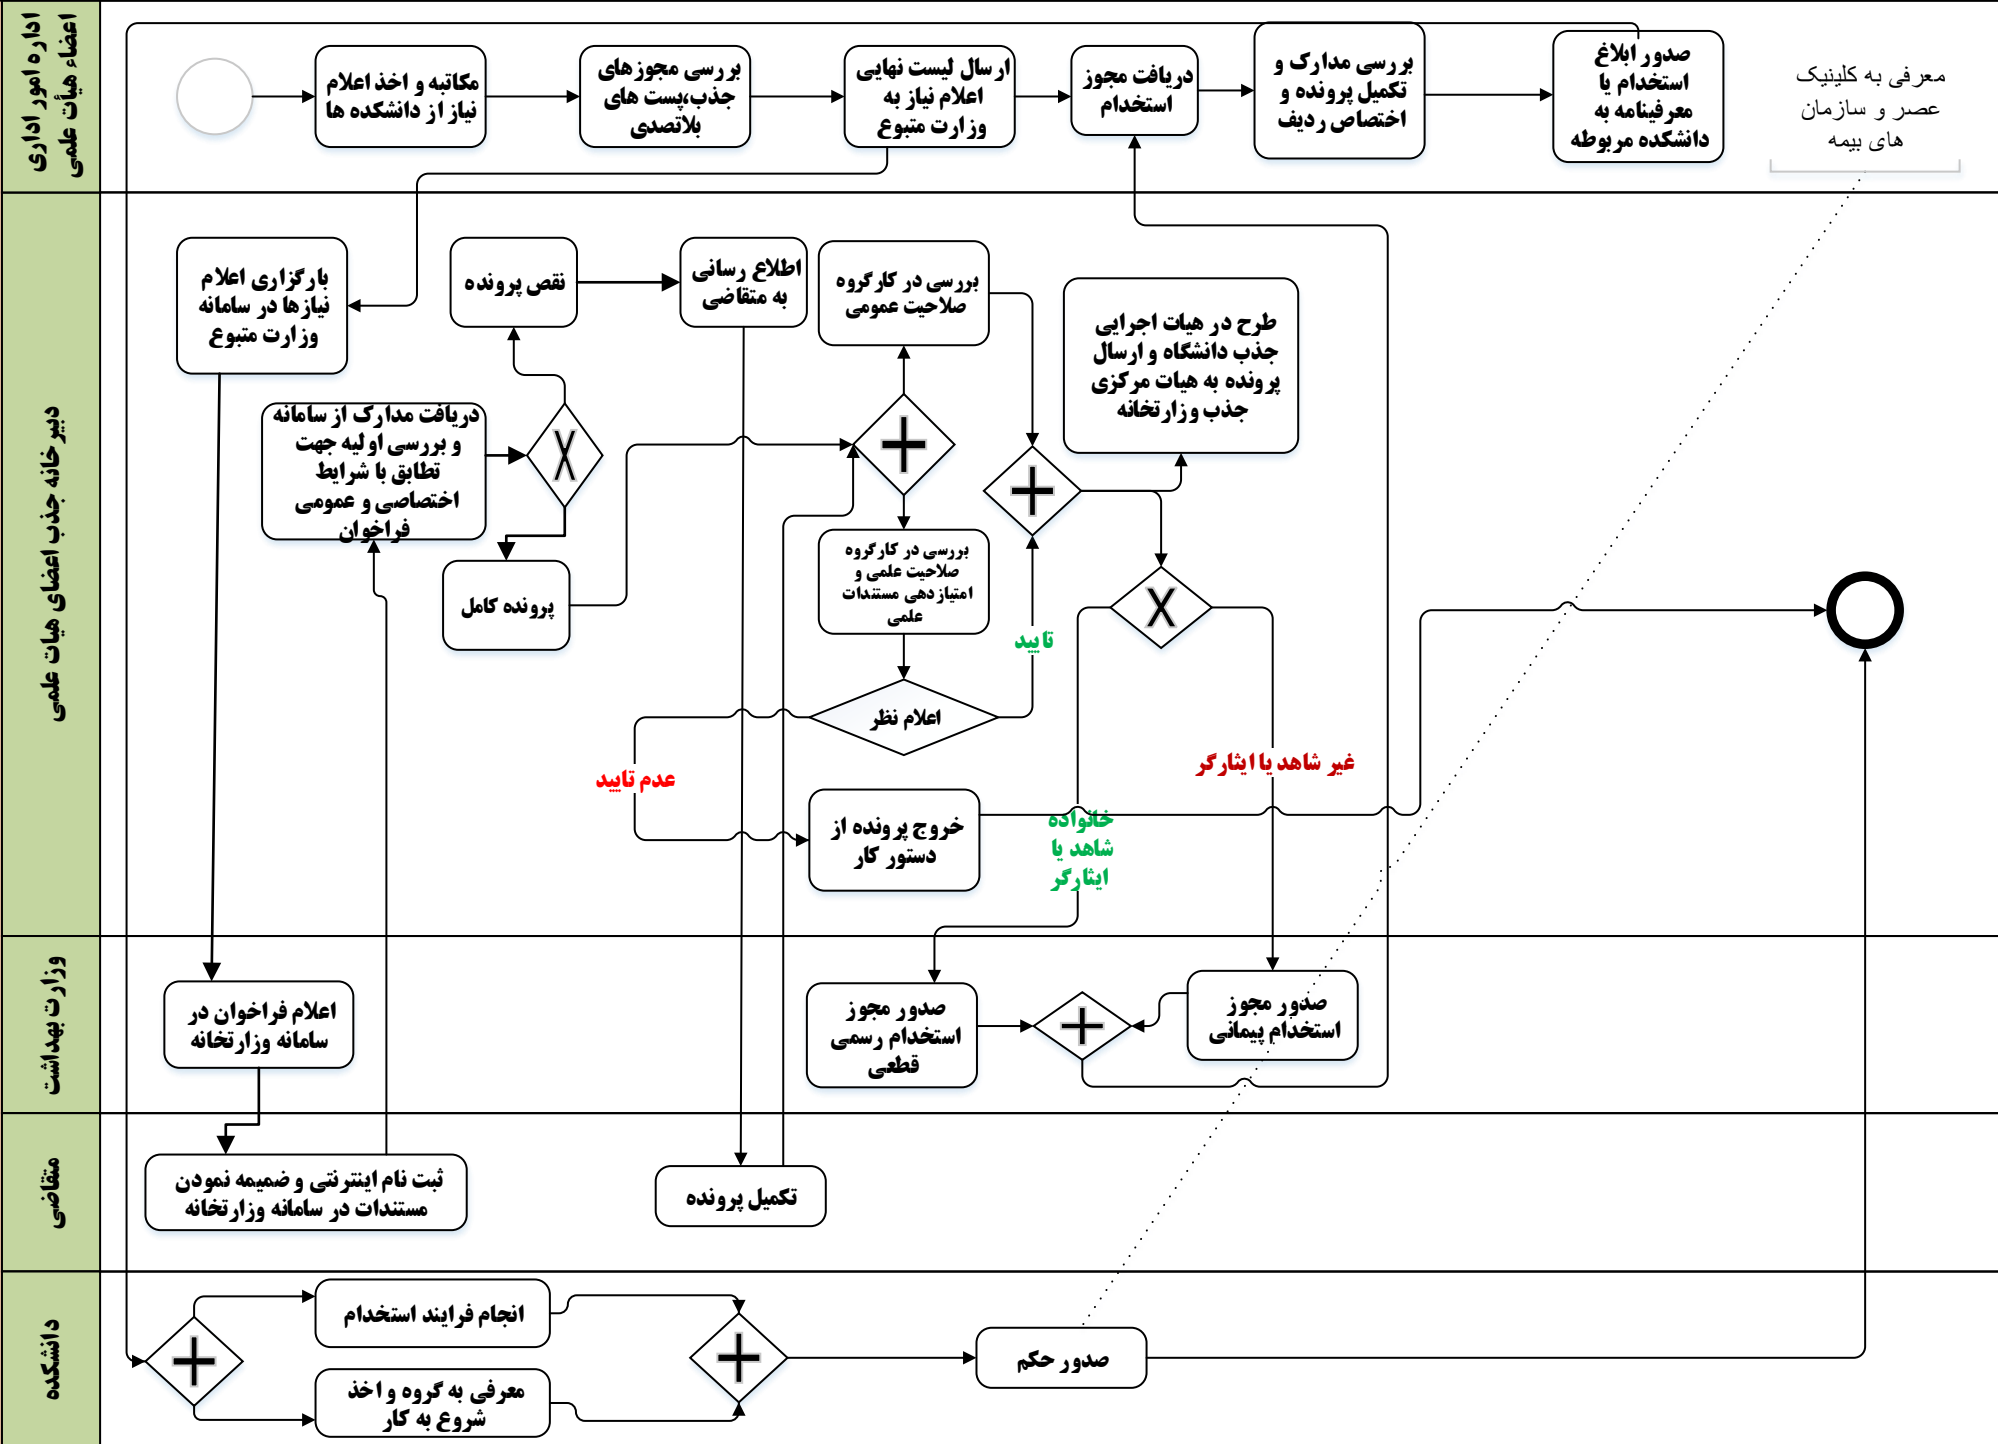 اداره امور اداری
اعضاء هیأت علمی
مکاتبه و اخذ اعلام
نیاز از دانشکده ها
بررسی مجوزهای
جذب،پست های
بلاتصدی
ارسال لیست نهایی
اعلام نیاز به
وزارت متبوع
دریافت مجوز
استخدام
بررسی مدارک و
تکمیل پرونده و
اختصاص ردیف
صدور ابلاغ
استخدام یا
معرفینامه به
دانشکده مربوطه
معرفی به کلینیک
عصر و سازمان
های بیمه
دبیرخانه جذب اعضای هیات علمی
بارگزاری اعلام
نیازها در سامانه
وزارت متبوع
نقص پرونده
اطلاع رسانی
به متقاضی
بررسی در کارگروه
صلاحیت عمومی
طرح در هیات اجرایی
جذب دانشگاه و ارسال
پرونده به هیات مرکزی
جذب وزارتخانه
دریافت مدارک از سامانه
و بررسی اولیه جهت
تطابق با شرایط
اختصاصی و عمومی
فراخوان
پرونده کامل
بررسی در کارگروه
صلاحیت علمی و
امتیازدهی مستندات
علمی
تایید
اعلام نظر
عدم تایید
غیر شاهد یا ایثارگر
خروج پرونده از
دستور کار
خانواده
شاهد یا
ایثارگر
وزارت بهداشت
اعلام فراخوان در
سامانه وزارتخانه
صدور مجوز
استخدام رسمی
قطعی
صدور مجوز
استخدام پیمانی
متقاضی
ثبت نام اینترنتی و ضمیمه نمودن
مستندات در سامانه وزارتخانه
تکمیل پرونده
دانشکده
انجام فرایند استخدام
معرفی به گروه و اخذ
شروع به کار
صدور حکم